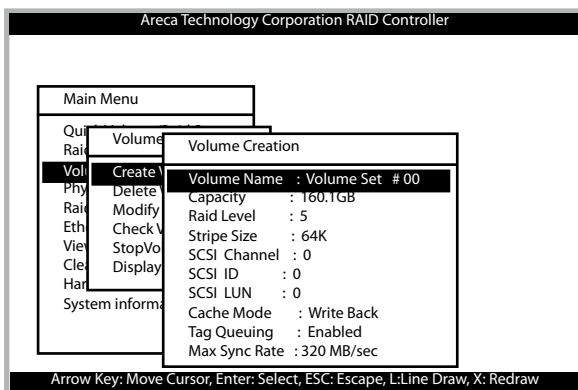 Areca Technology Corporation RAID Controller
Main Menu
Volume
Volume Creation
Create
Delete
Modify
Check
Display
System
Volume Name : Volume Set # 00
Capacity : 160.1GB
Raid Level : 5
Stripe Size : 64K
SCSI Channel : 0
SCSI ID : 0
SCSI LUN : 0
Cache Mode : Write Back
Tag Queuing : Enabled
Max Sync Rate : 320 MB/sec
Arrow Key: Move Cursor, Enter: Select, ESC: Escape, L:Line Draw, X: Redraw